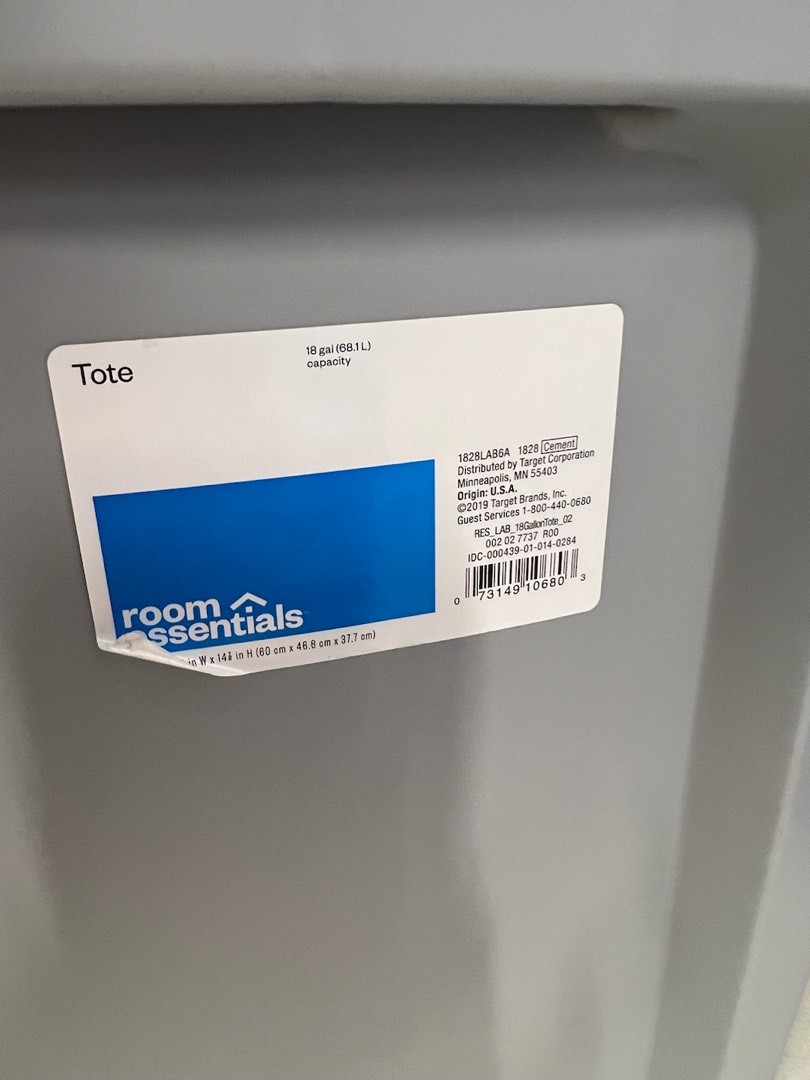 Tote
18 gal (68.1 L)
capacity
1828LAB6A 1828 Cement
Distributed by Target Corporation
Minneapolis, MN 55403
Origin: U.S.A.
©2019 Target Brands, Inc.
Guest Services 1-800-440-0680
RES_LAB_18GallonTote_02
002 02 7737 R00
IDC-000439-01-014-0284
0 73149 10680 3
room
essentials
in W x 14⅞ in H (60 cm x 46.6 cm x 37.7 cm)